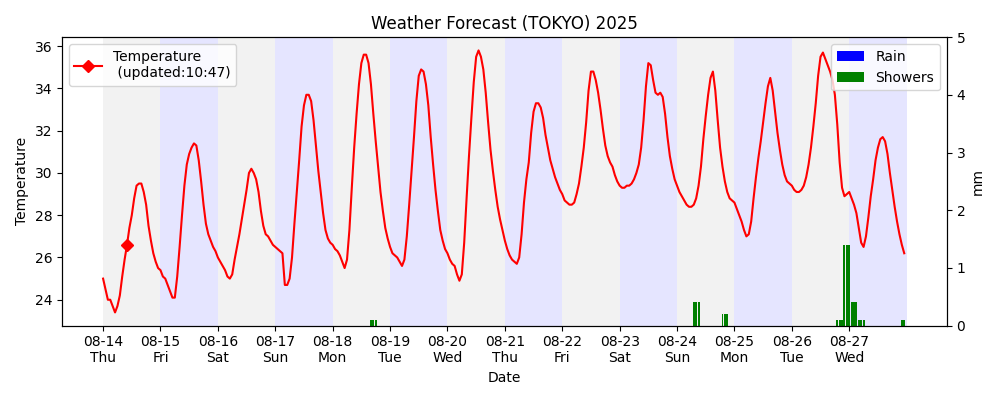 Weather Forecast (TOKYO) 2025
Temperature
(updated:10:47)
Rain
Showers
36
34
32
30
28
26
24
Temperature
5
4
3
2
1
0
mm
08-14 08-15 08-16 08-17 08-18 08-19 08-20 08-21 08-22 08-23 08-24 08-25 08-26 08-27
Thu Fri Sat Sun Mon Tue Wed Thu Fri Sat Sun Mon Tue Wed
Date